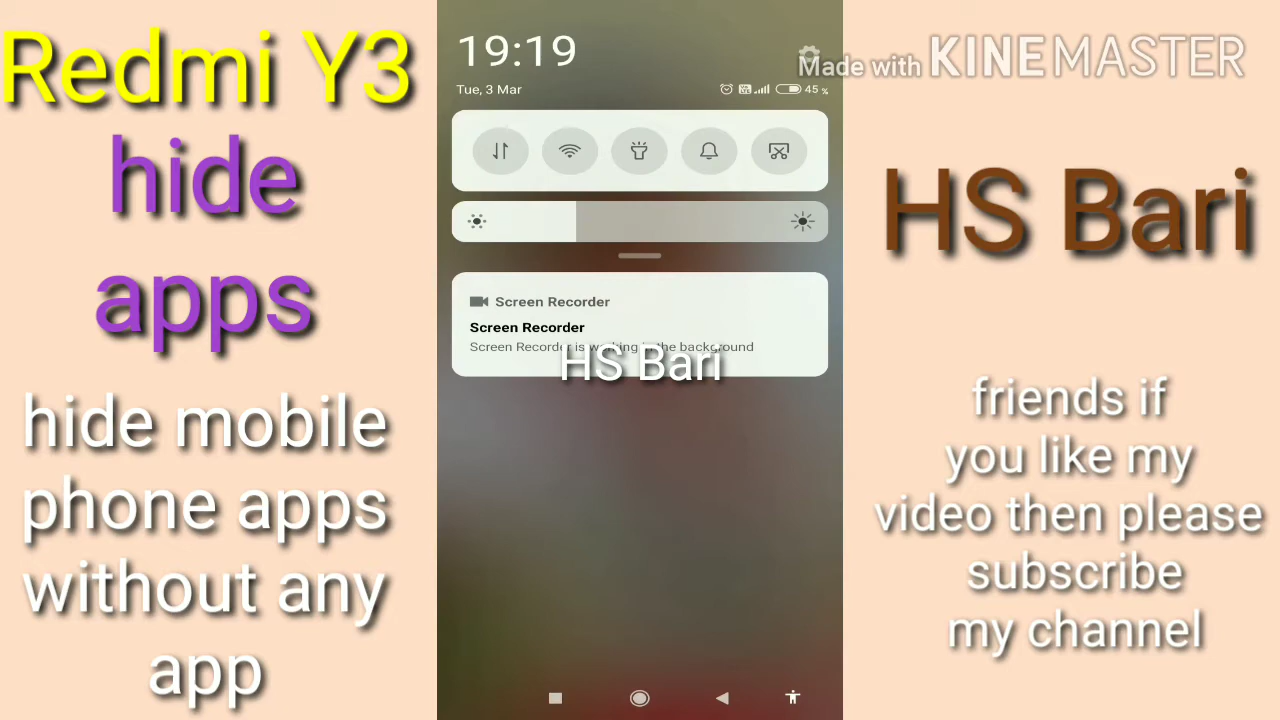 Redmi Y3
hide
apps
hide mobile
phone apps
without any
app
19:19
Tue, 3 Mar
45 %
Screen Recorder
Screen Recorder
Screen Recorder is working in the background
HS Bari
Made with KINEMASTER
HS Bari
friends if
you like my
video then please
subscribe
my channel